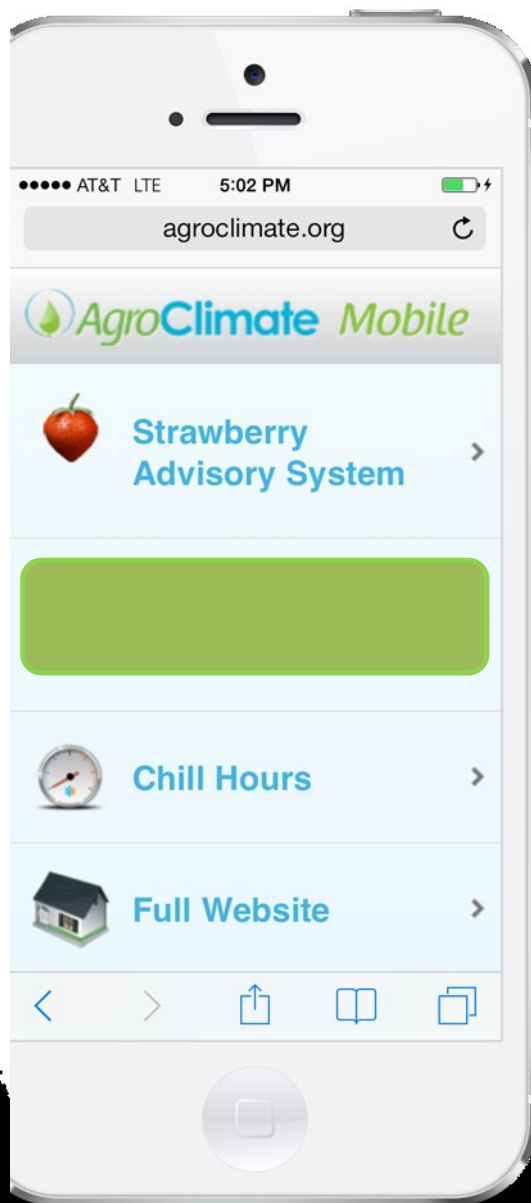 AT&T LTE 5:02 PM
agroclimate.org
AgroClimate Mobile
Strawberry
Advisory System
Chill Hours
Full Website